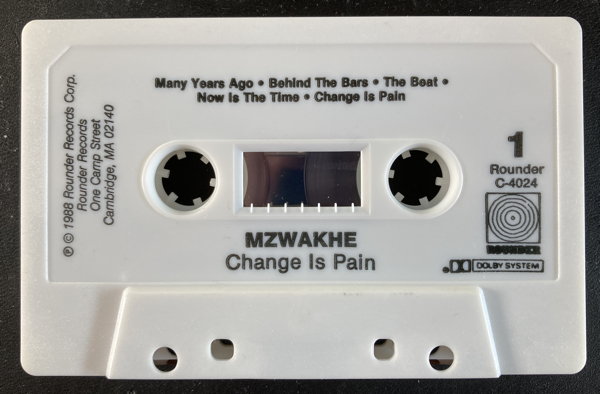 Many Years Ago • Behind The Bars • The Beat •
Now Is The Time • Change Is Pain
℗ © 1988 Rounder Records Corp.
Rounder Records
One Camp Street
Cambridge, MA 02140
1
Rounder
C-4024
ROUNDER
MZWAKHE
Change Is Pain
DOLBY SYSTEM